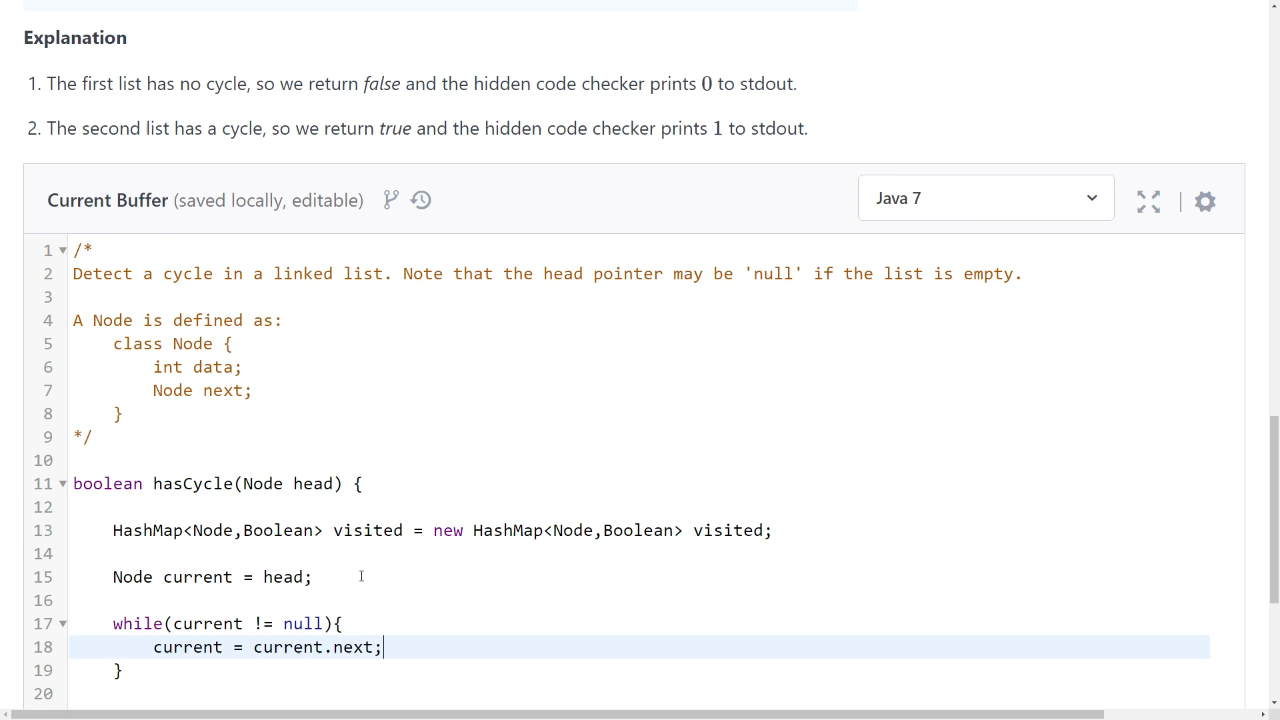 Explanation
1. The first list has no cycle, so we return false and the hidden code checker prints 0 to stdout.
2. The second list has a cycle, so we return true and the hidden code checker prints 1 to stdout.
Current Buffer (saved locally, editable)
Java 7
1 /*
2 Detect a cycle in a linked list. Note that the head pointer may be 'null' if the list is empty.
3
4 A Node is defined as:
5     class Node {
6         int data;
7         Node next;
8     }
9 */
10
11 boolean hasCycle(Node head) {
12
13     HashMap<Node,Boolean> visited = new HashMap<Node,Boolean> visited;
14
15     Node current = head;
16
17     while(current != null){
18         current = current.next;
19     }
20